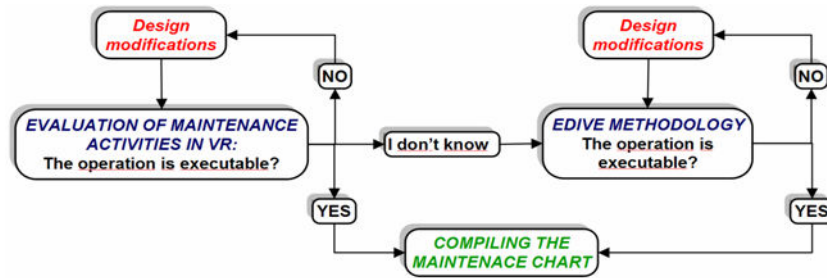 Design
modifications
NO
EVALUATION OF MAINTENANCE
ACTIVITIES IN VR:
The operation is executable?
YES
I don't know
Design
modifications
NO
EDIVE METHODOLOGY
The operation is
executable?
YES
COMPILING THE
MAINTENACE CHART